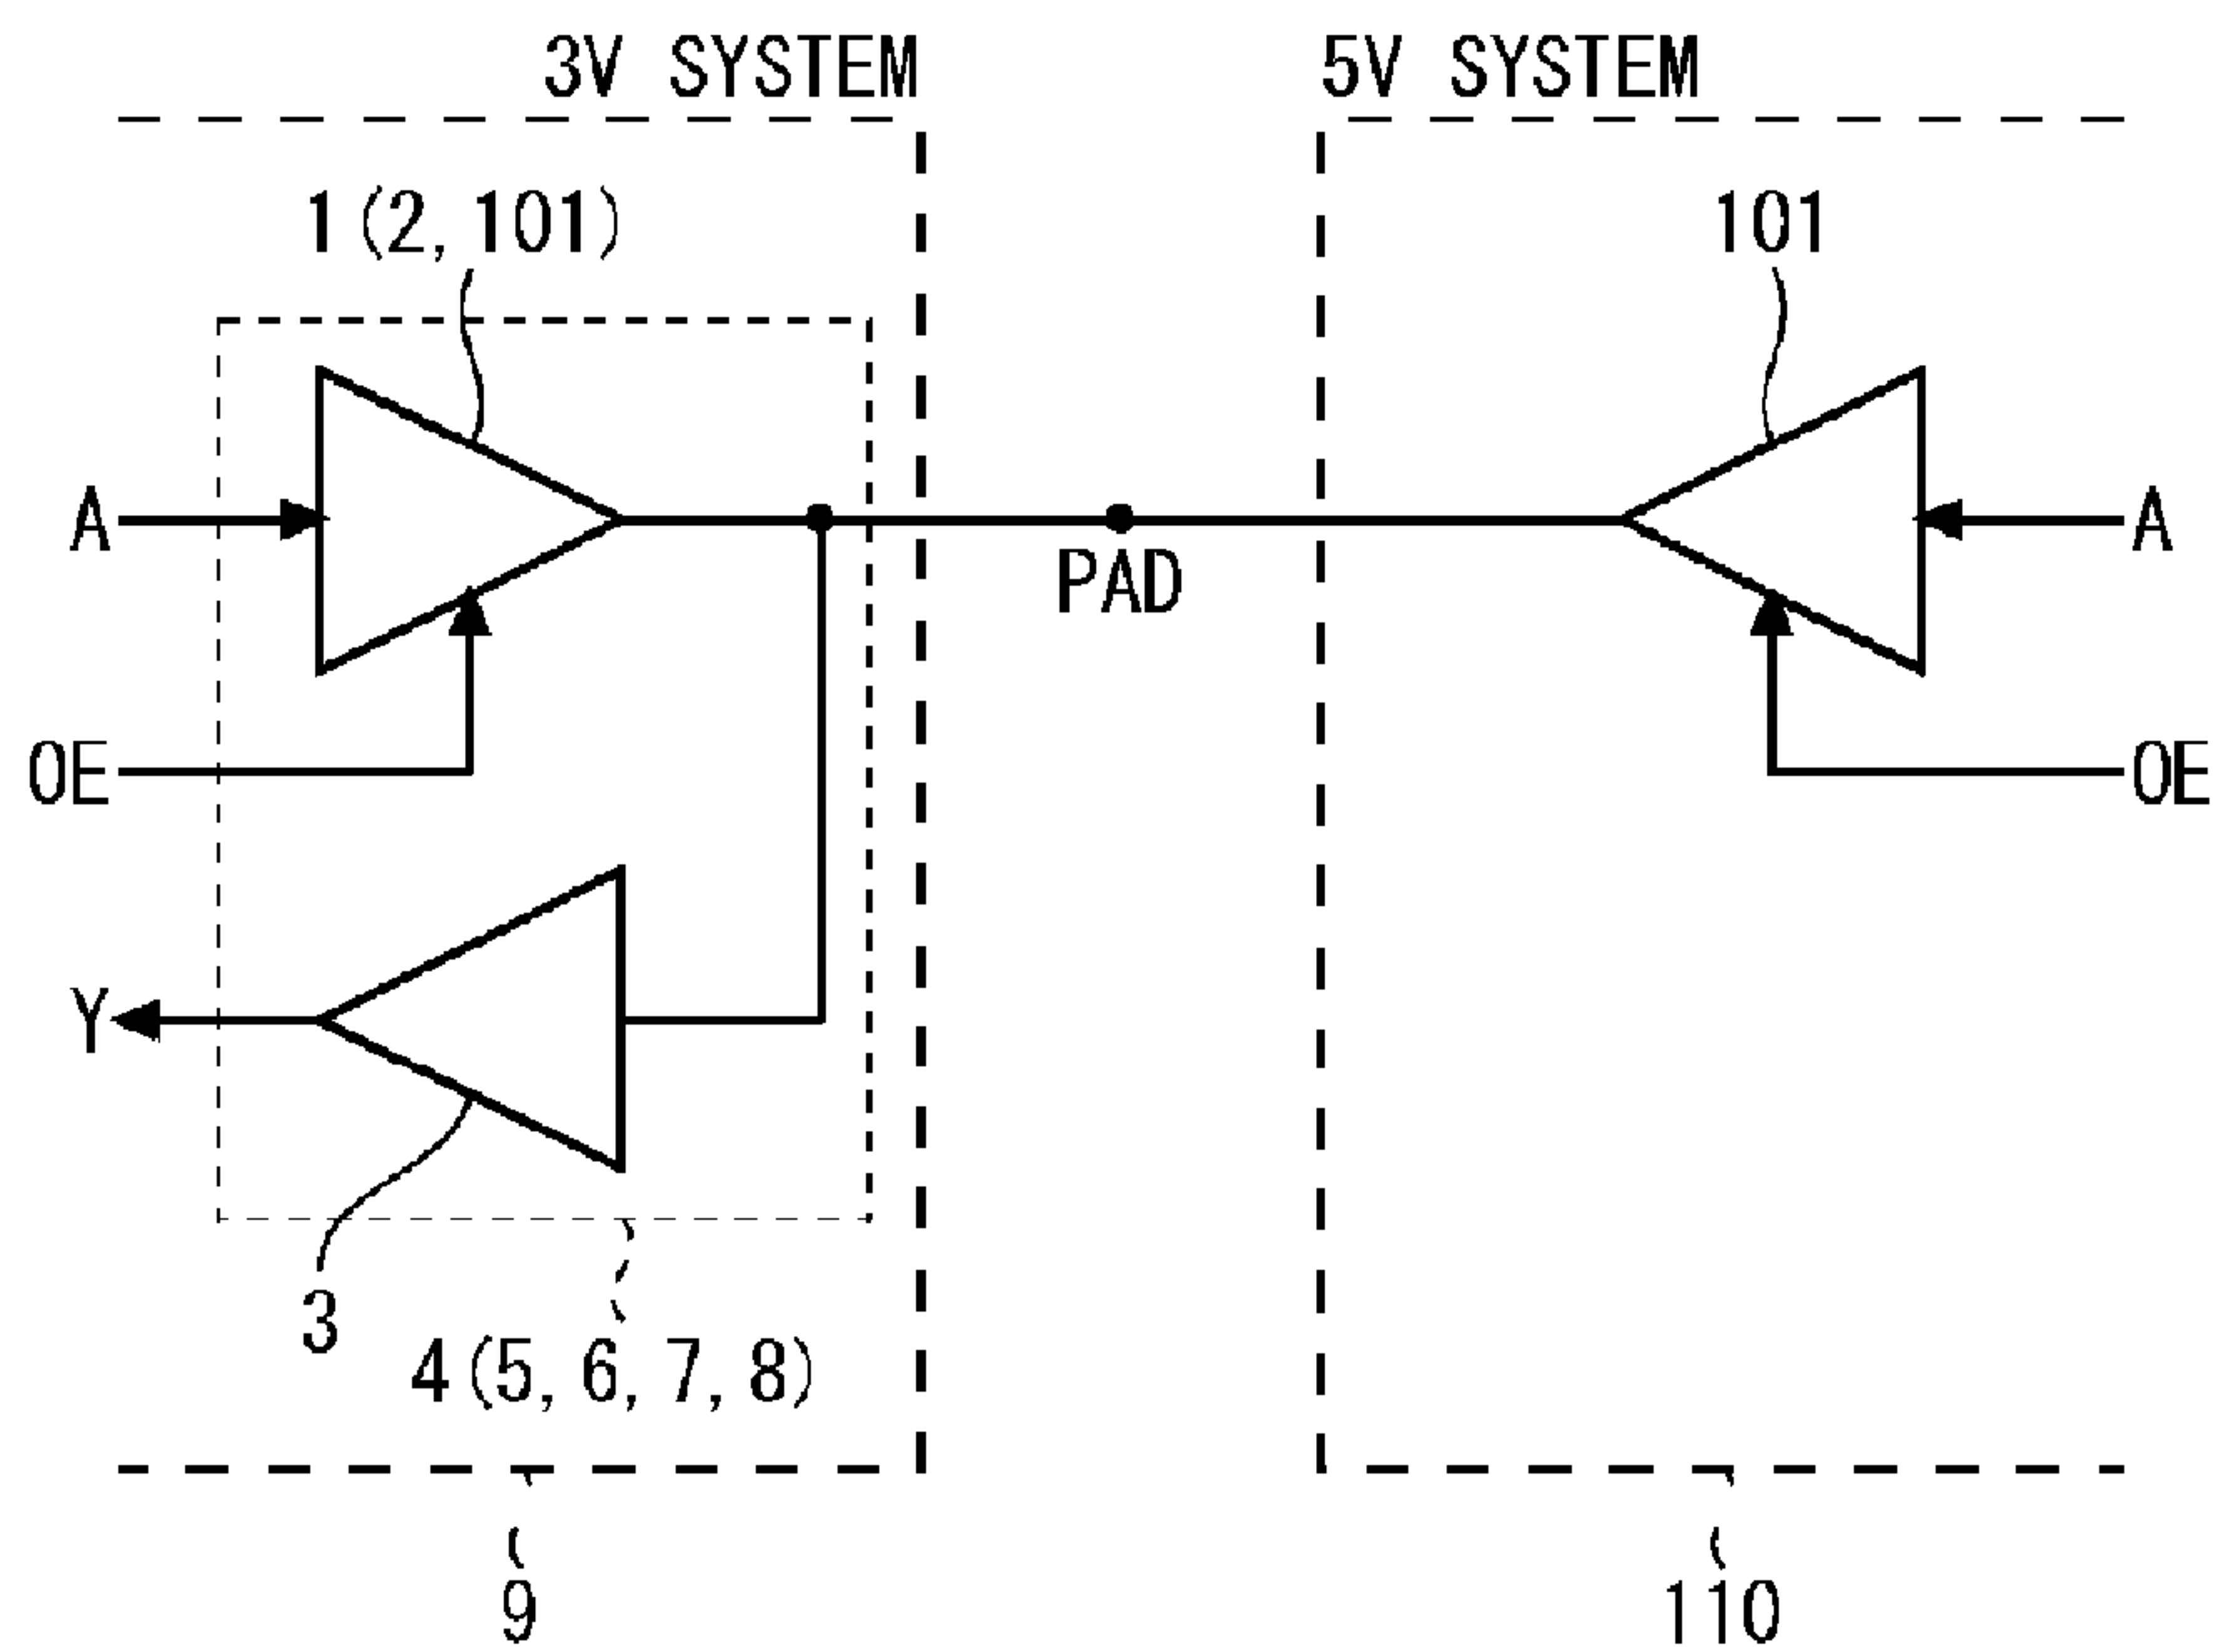 3V SYSTEM
5V SYSTEM
1(2,101)
101
A
A
PAD
OE
OE
Y
3
4(5,6,7,8)
9
110